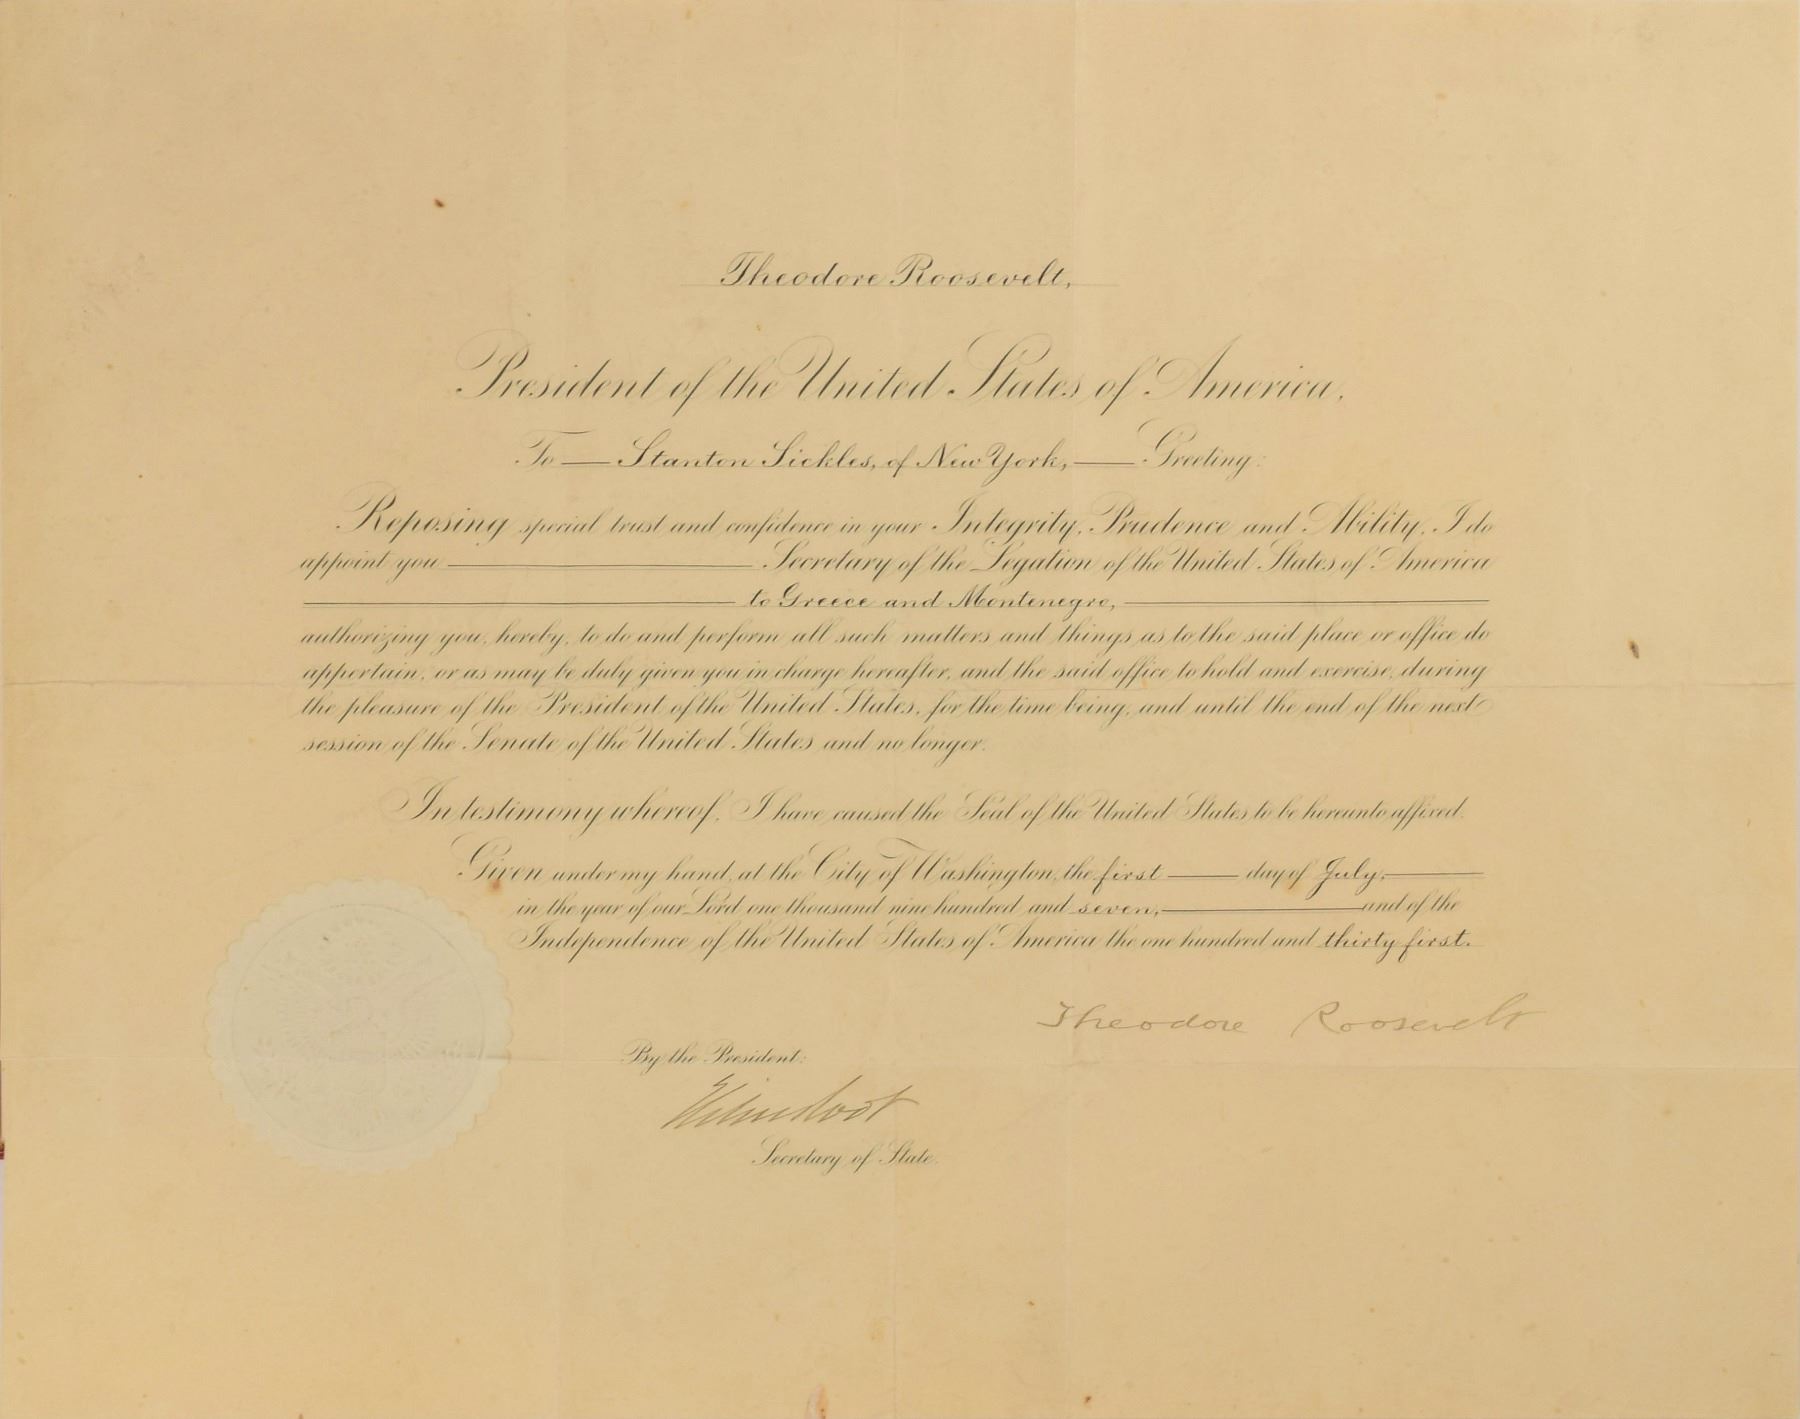 Theodore Roosevelt,
President of the United States of America,
To Stanton Sickles, of New York, Greeting:
Reposing special trust and confidence in your Integrity, Prudence and Ability, I do
appoint you Secretary of the Legation of the United States of America
to Greece and Montenegro,
authorizing you, hereby, to do and perform all such matters and things as to the said place or office do
appertain, or as may be duly given you in charge hereafter, and the said office to hold and exercise, during
the pleasure of the President of the United States, for the time being, and until the end of the next
session of the Senate of the United States and no longer.
In testimony whereof, I have caused the Seal of the United States to be hereunto affixed.
Given under my hand, at the City of Washington, the first day of July,
in the year of our Lord one thousand nine hundred and seven, and of the
Independence of the United States of America the one hundred and thirty first.
Theodore Roosevelt
By the President:
Elihu Root
Secretary of State.